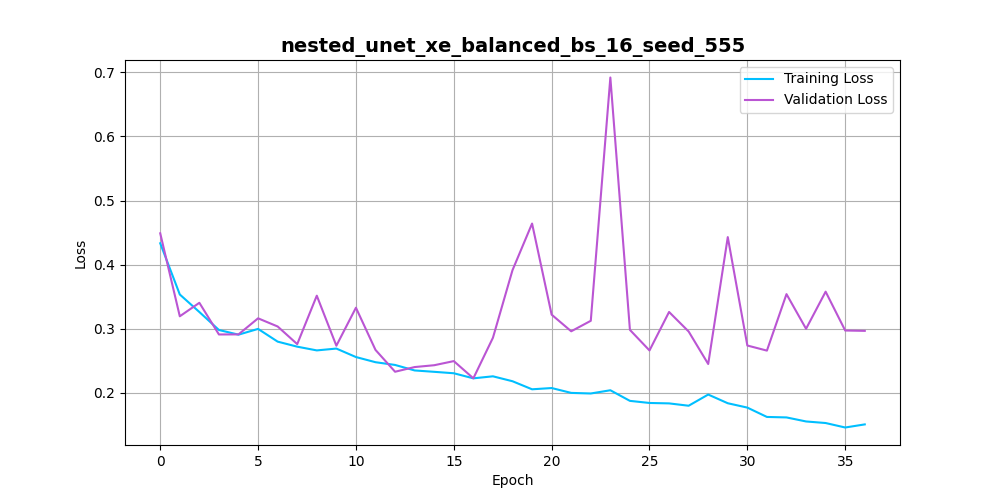 nested_unet_xe_balanced_bs_16_seed_555
Training Loss
Validation Loss
0.7
0.6
0.5
0.4
0.3
0.2
Loss
0 5 10 15 20 25 30 35
Epoch